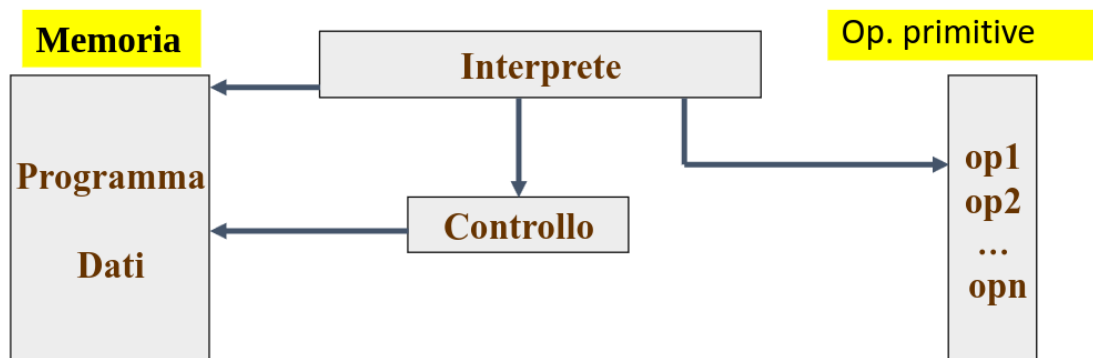 Memoria
Interprete
Op. primitive
Programma
Dati
Controllo
op1
op2
...
opn